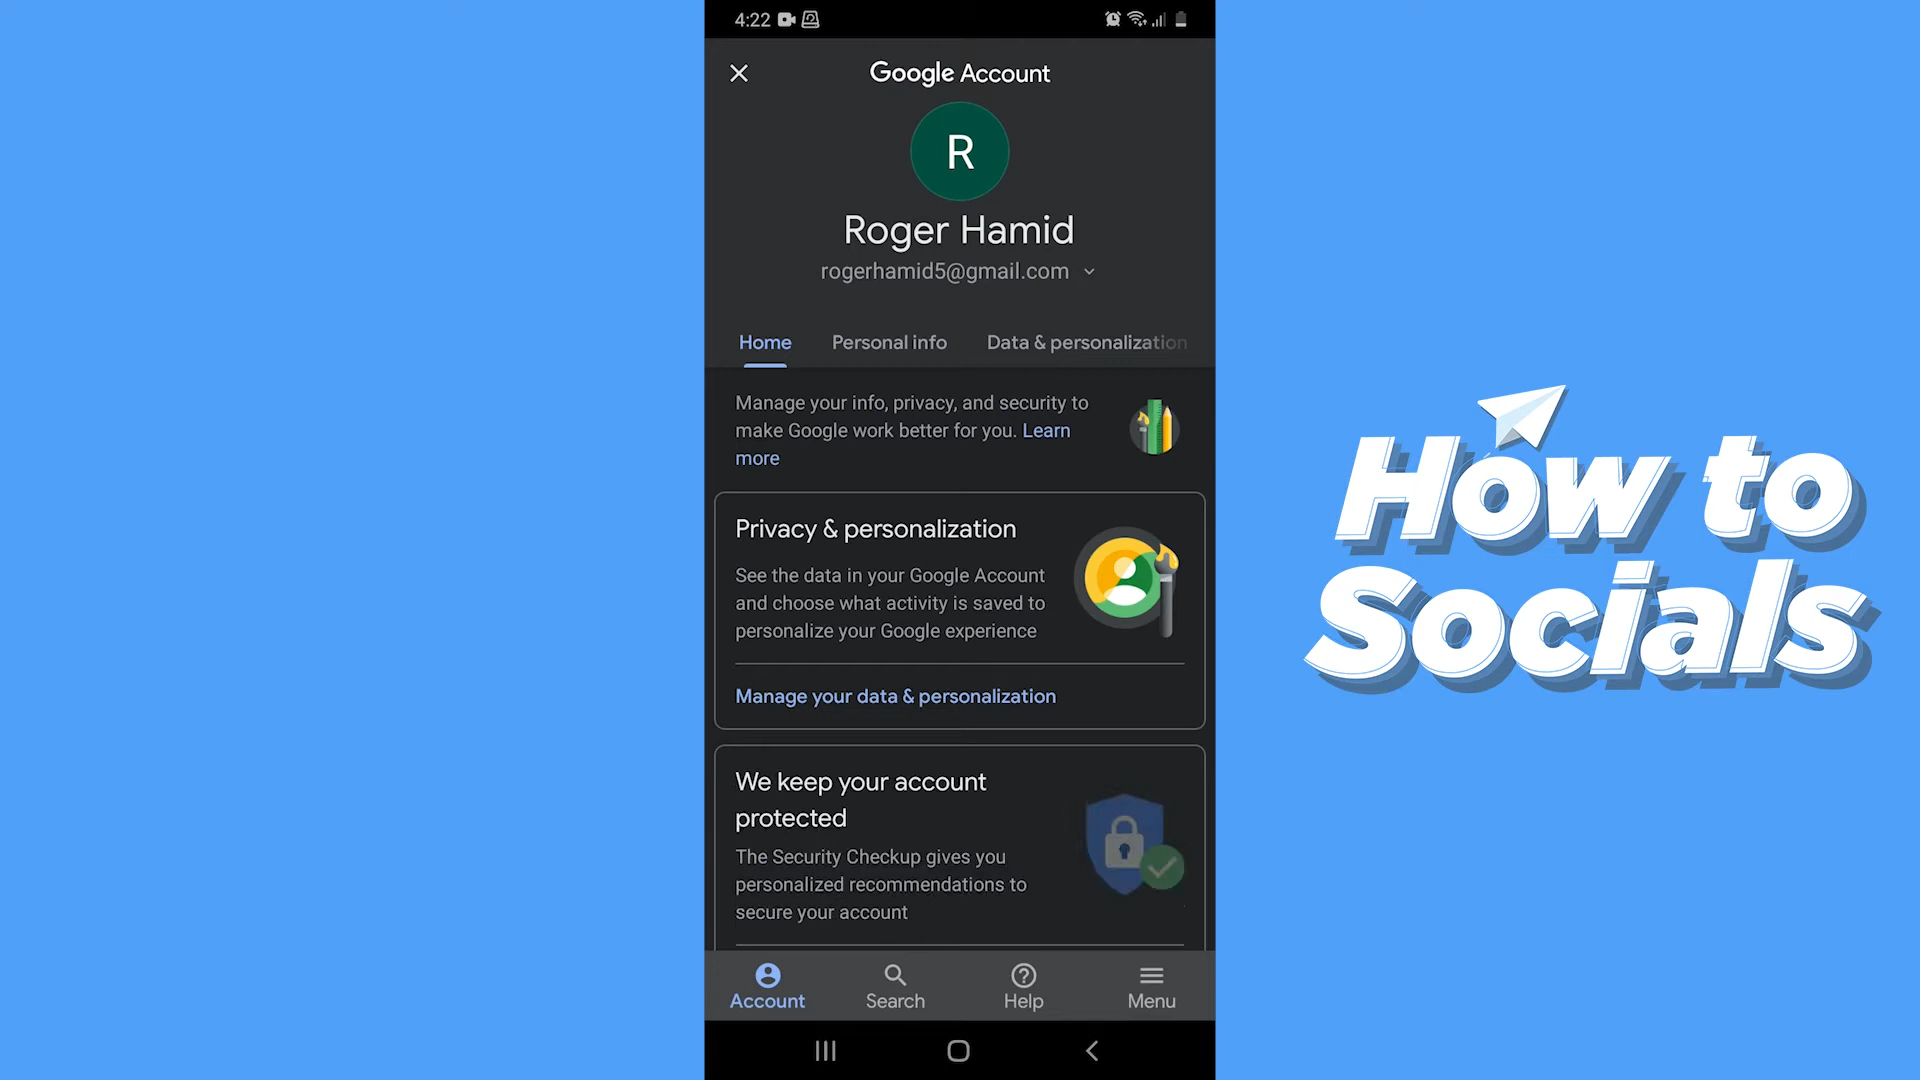 4:22
Google Account
R
Roger Hamid
rogerhamid5@gmail.com
Home
Personal info
Data & personalization
Manage your info, privacy, and security to
make Google work better for you. Learn
more
Privacy & personalization
See the data in your Google Account
and choose what activity is saved to
personalize your Google experience
Manage your data & personalization
We keep your account
protected
The Security Checkup gives you
personalized recommendations to
secure your account
Account
Search
Help
Menu
How to
Socials